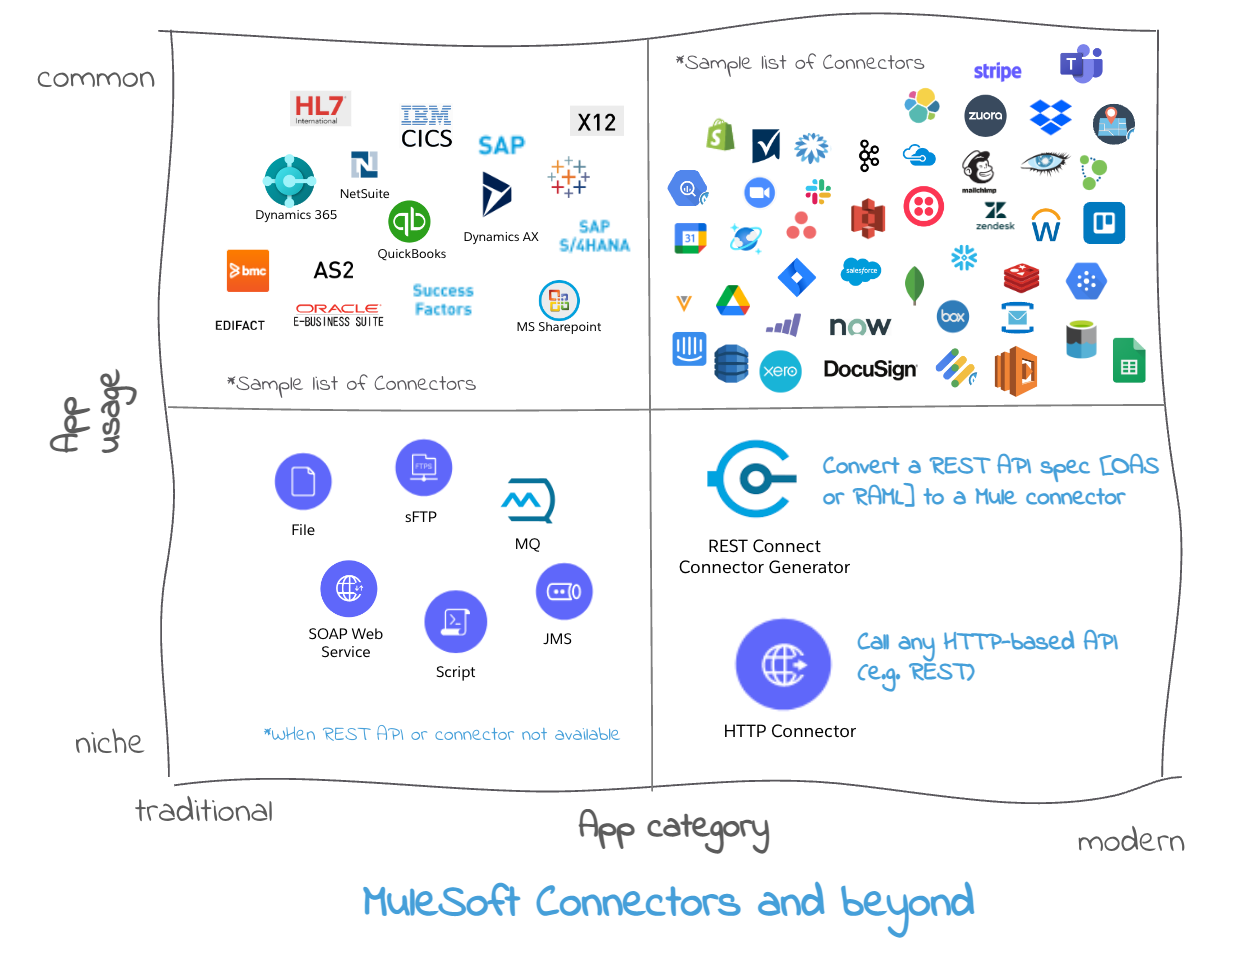 common
*Sample list of Connectors
stripe
T
HL7
International
IBM
CICS
X12
SAP
zuora
NetSuite
Dynamics 365
mailchimp
qb
QuickBooks
Dynamics AX
SAP
S/4HANA
31
zendesk
W
bmc
AS2
salesforce
Success
Factors
ORACLE
E-BUSINESS SUITE
MS Sharepoint
EDIFACT
now
box
xero
DocuSign
*Sample list of Connectors
App
usage
File
FTPS
sFTP
MQ
SOAP Web
Service
Script
JMS
*WHen REST API or connector not available
Convert a REST API spec [OAS
or RAML] to a Mule connector
REST Connect
Connector Generator
Call any HTTP-based API
(e.g. REST)
HTTP Connector
niche
traditional
App category
modern
MuleSoft Connectors and beyond